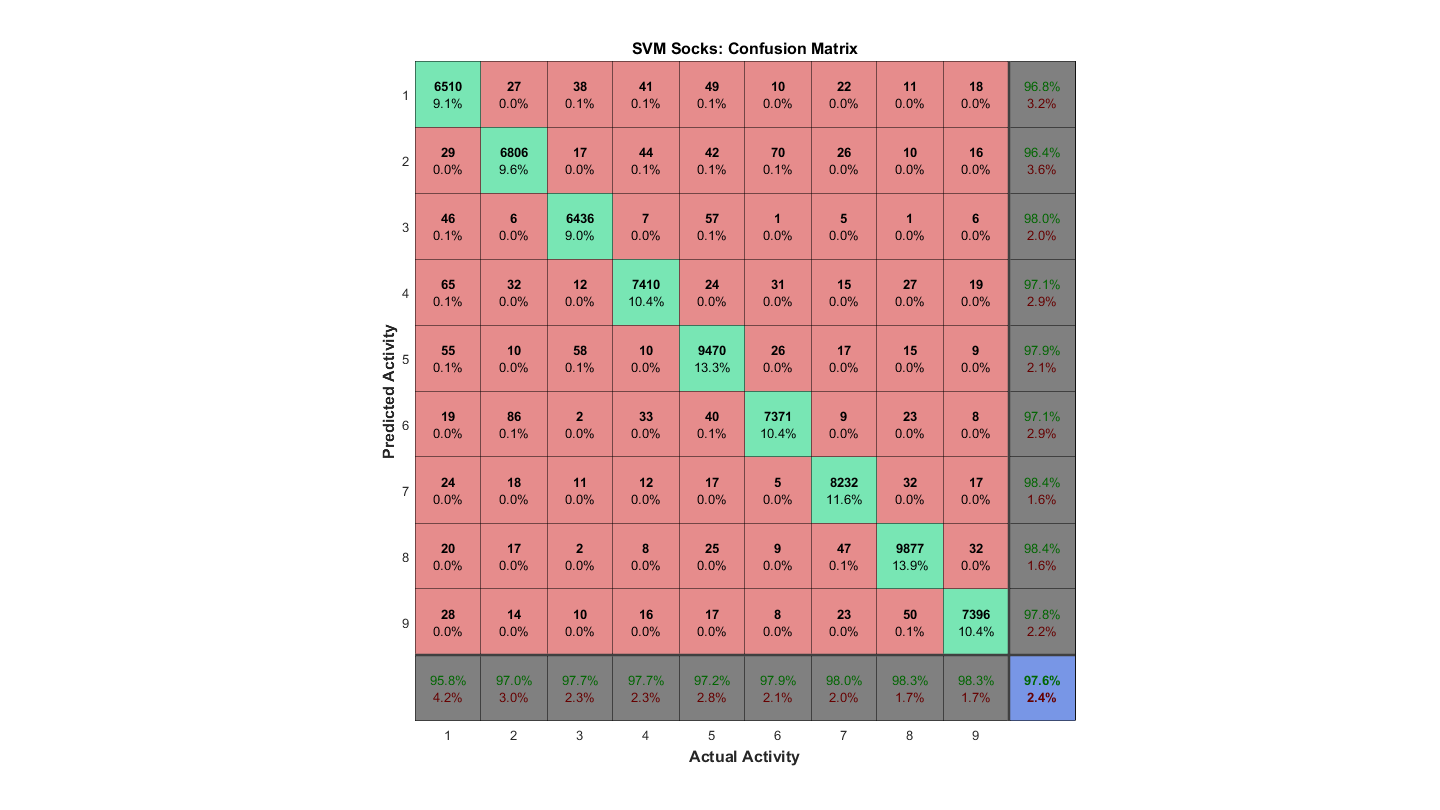 SVM Socks: Confusion Matrix
1 6510 27 38 41 49 10 22 11 18 96.8%
9.1% 0.0% 0.1% 0.1% 0.1% 0.0% 0.0% 0.0% 0.0% 3.2%
2 29 6806 17 44 42 70 26 10 16 96.4%
0.0% 9.6% 0.0% 0.1% 0.1% 0.1% 0.0% 0.0% 0.0% 3.6%
3 46 6 6436 7 57 1 5 1 6 98.0%
0.1% 0.0% 9.0% 0.0% 0.1% 0.0% 0.0% 0.0% 0.0% 2.0%
4 65 32 12 7410 24 31 15 27 19 97.1%
0.1% 0.0% 0.0% 10.4% 0.0% 0.0% 0.0% 0.0% 0.0% 2.9%
5 55 10 58 10 9470 26 17 15 9 97.9%
0.1% 0.0% 0.1% 0.0% 13.3% 0.0% 0.0% 0.0% 0.0% 2.1%
6 19 86 2 33 40 7371 9 23 8 97.1%
0.0% 0.1% 0.0% 0.0% 0.1% 10.4% 0.0% 0.0% 0.0% 2.9%
7 24 18 11 12 17 5 8232 32 17 98.4%
0.0% 0.0% 0.0% 0.0% 0.0% 0.0% 11.6% 0.0% 0.0% 1.6%
8 20 17 2 8 25 9 47 9877 32 98.4%
0.0% 0.0% 0.0% 0.0% 0.0% 0.0% 0.1% 13.9% 0.0% 1.6%
9 28 14 10 16 17 8 23 50 7396 97.8%
0.0% 0.0% 0.0% 0.0% 0.0% 0.0% 0.0% 0.1% 10.4% 2.2%
95.8% 97.0% 97.7% 97.7% 97.2% 97.9% 98.0% 98.3% 98.3% 97.6%
4.2% 3.0% 2.3% 2.3% 2.8% 2.1% 2.0% 1.7% 1.7% 2.4%
1 2 3 4 5 6 7 8 9
Actual Activity
Predicted Activity